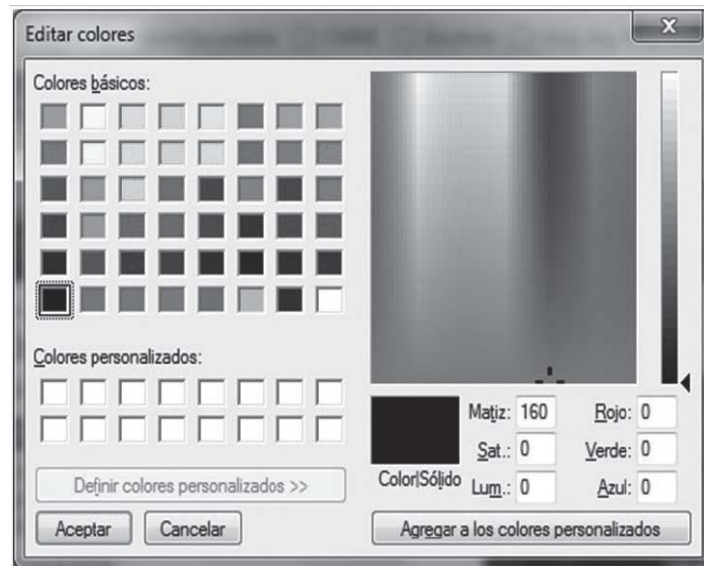 Editar colores
Colores básicos:
Colores personalizados:
Definir colores personalizados >>
Aceptar Cancelar
Color|Sólido
Matiz: 160 Rojo: 0
Sat.: 0 Verde: 0
Lum.: 0 Azul: 0
Agregar a los colores personalizados